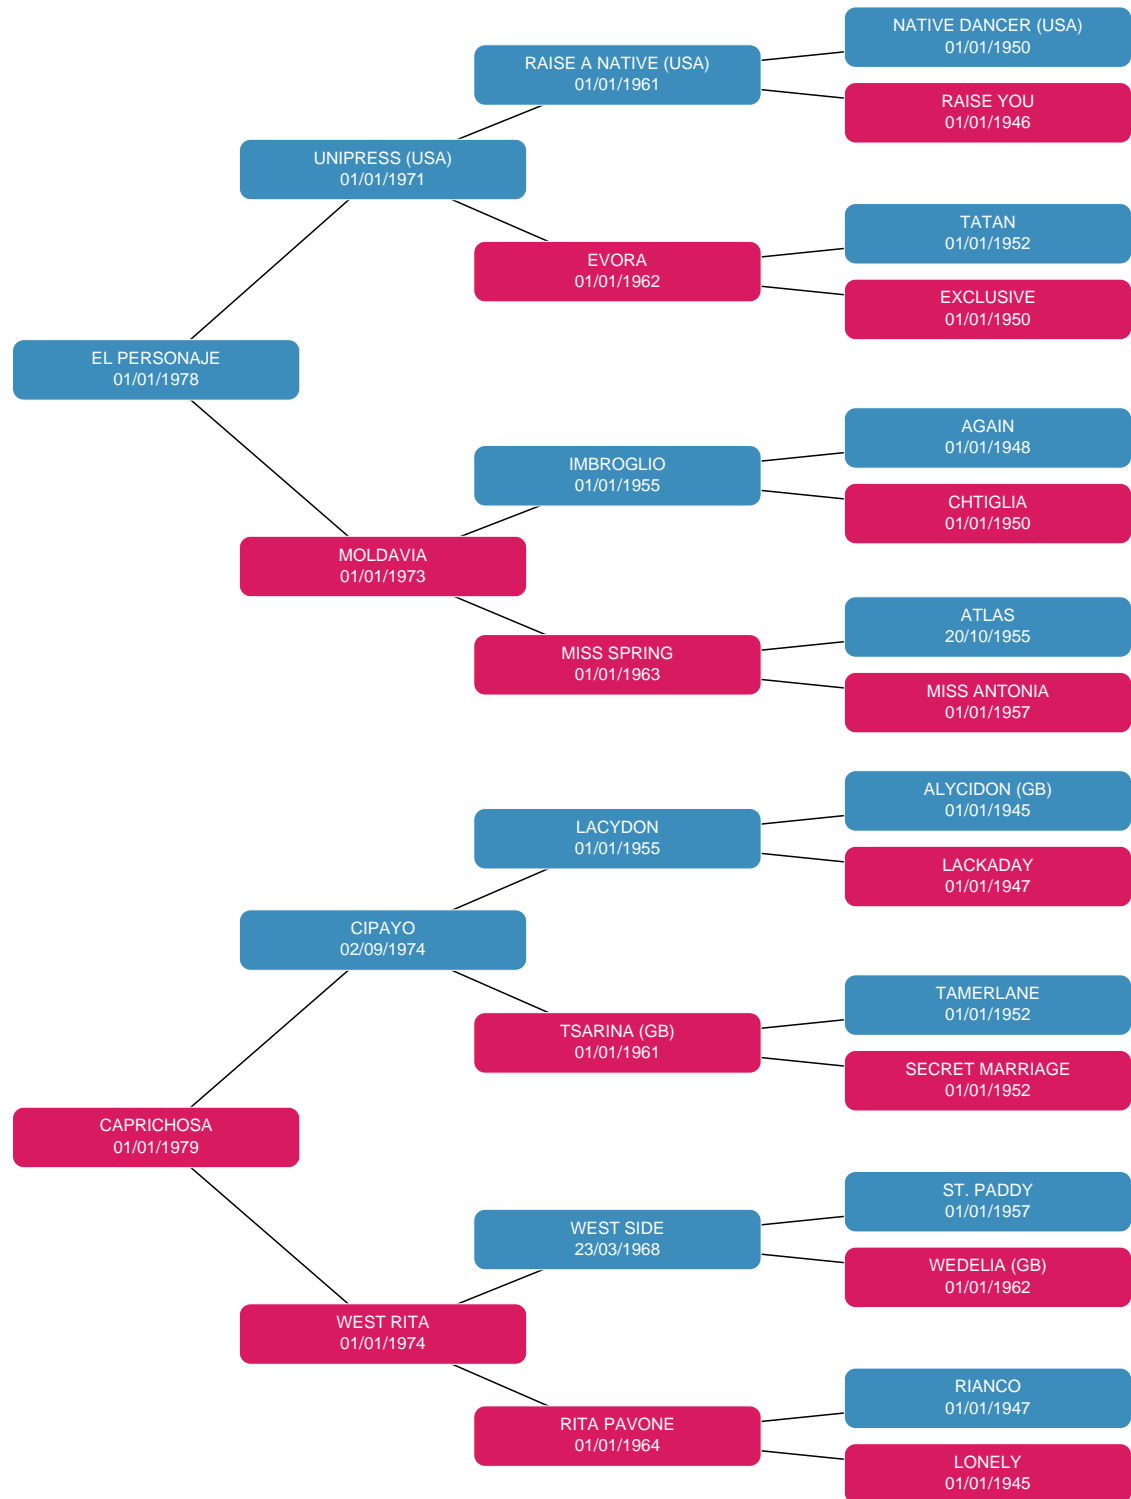 NATIVE DANCER (USA)
01/01/1950
RAISE A NATIVE (USA)
01/01/1961
RAISE YOU
01/01/1946
UNIPRESS (USA)
01/01/1971
TATAN
01/01/1952
EVORA
01/01/1962
EXCLUSIVE
01/01/1950
EL PERSONAJE
01/01/1978
AGAIN
01/01/1948
IMBROGLIO
01/01/1955
CHTIGLIA
01/01/1950
MOLDAVIA
01/01/1973
ATLAS
20/10/1955
MISS SPRING
01/01/1963
MISS ANTONIA
01/01/1957
ALYCIDON (GB)
01/01/1945
LACYDON
01/01/1955
LACKADAY
01/01/1947
CIPAYO
02/09/1974
TAMERLANE
01/01/1952
TSARINA (GB)
01/01/1961
SECRET MARRIAGE
01/01/1952
CAPRICHOSA
01/01/1979
ST. PADDY
01/01/1957
WEST SIDE
23/03/1968
WEDELIA (GB)
01/01/1962
WEST RITA
01/01/1974
RIANCO
01/01/1947
RITA PAVONE
01/01/1964
LONELY
01/01/1945